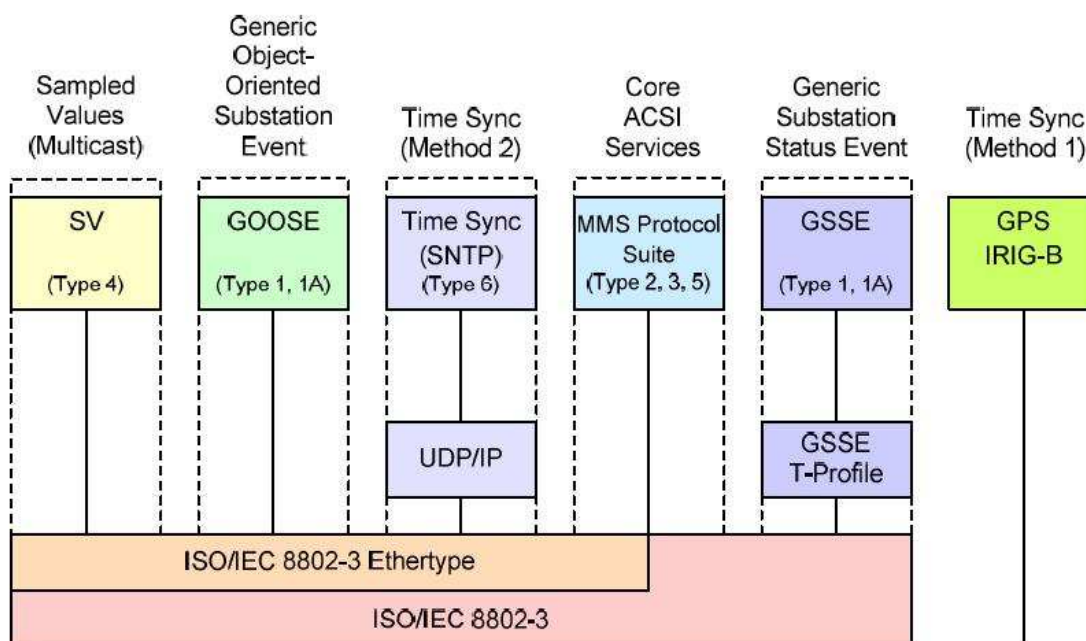 Sampled
Values
(Multicast)
Generic
Object-
Oriented
Substation
Event
Time Sync
(Method 2)
Core
ACSI
Services
Generic
Substation
Status Event
Time Sync
(Method 1)
SV
(Type 4)
GOOSE
(Type 1, 1A)
Time Sync
(SNTP)
(Type 6)
MMS Protocol
Suite
(Type 2, 3, 5)
GSSE
(Type 1, 1A)
GPS
IRIG-B
UDP/IP
GSSE
T-Profile
ISO/IEC 8802-3 Ethertype
ISO/IEC 8802-3